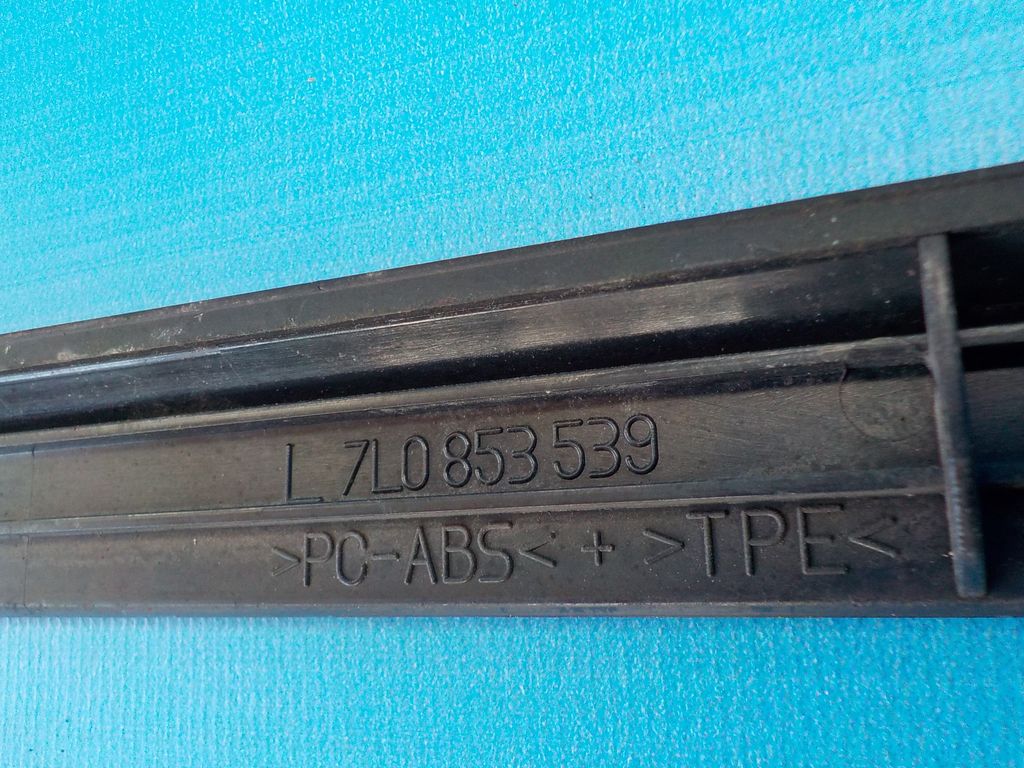 L 7L0 853 539
>PC-ABS< + >TPE<